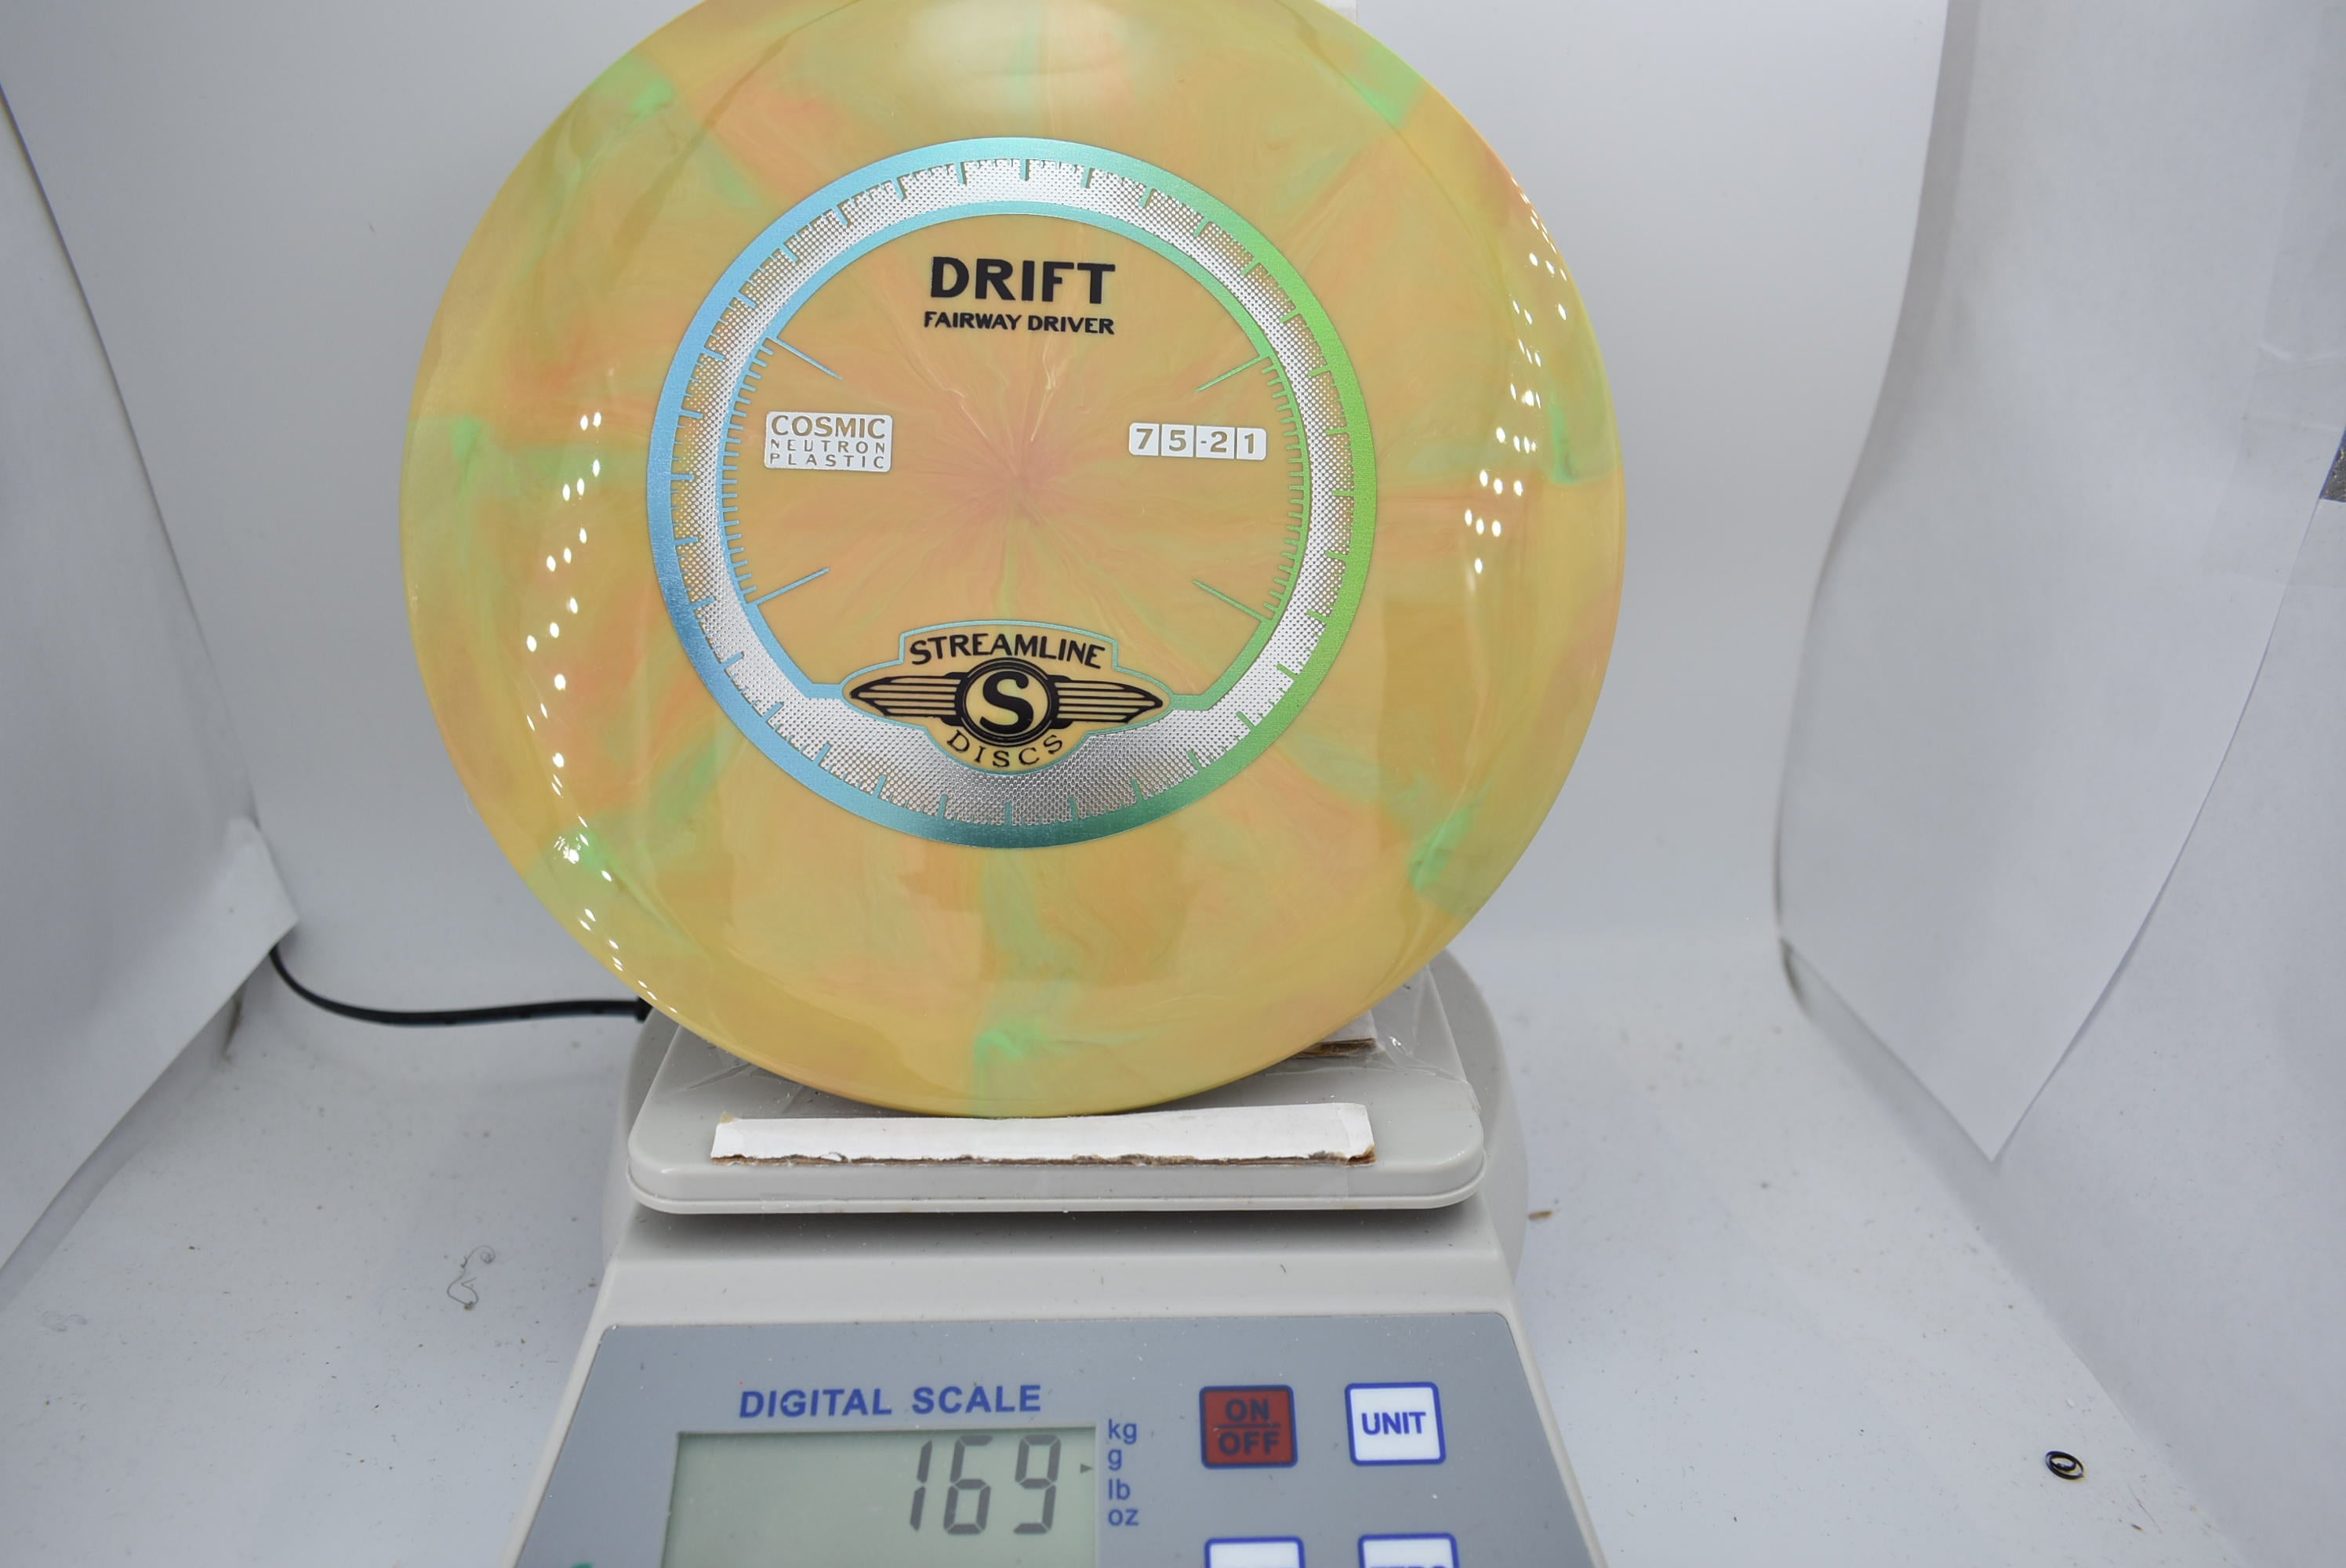 DRIFT
FAIRWAY DRIVER
COSMIC
NEUTRON
PLASTIC
7 5 -2 1
STREAMLINE
S
DISCS
DIGITAL SCALE
169
kg
g
lb
oz
ON
OFF
UNIT